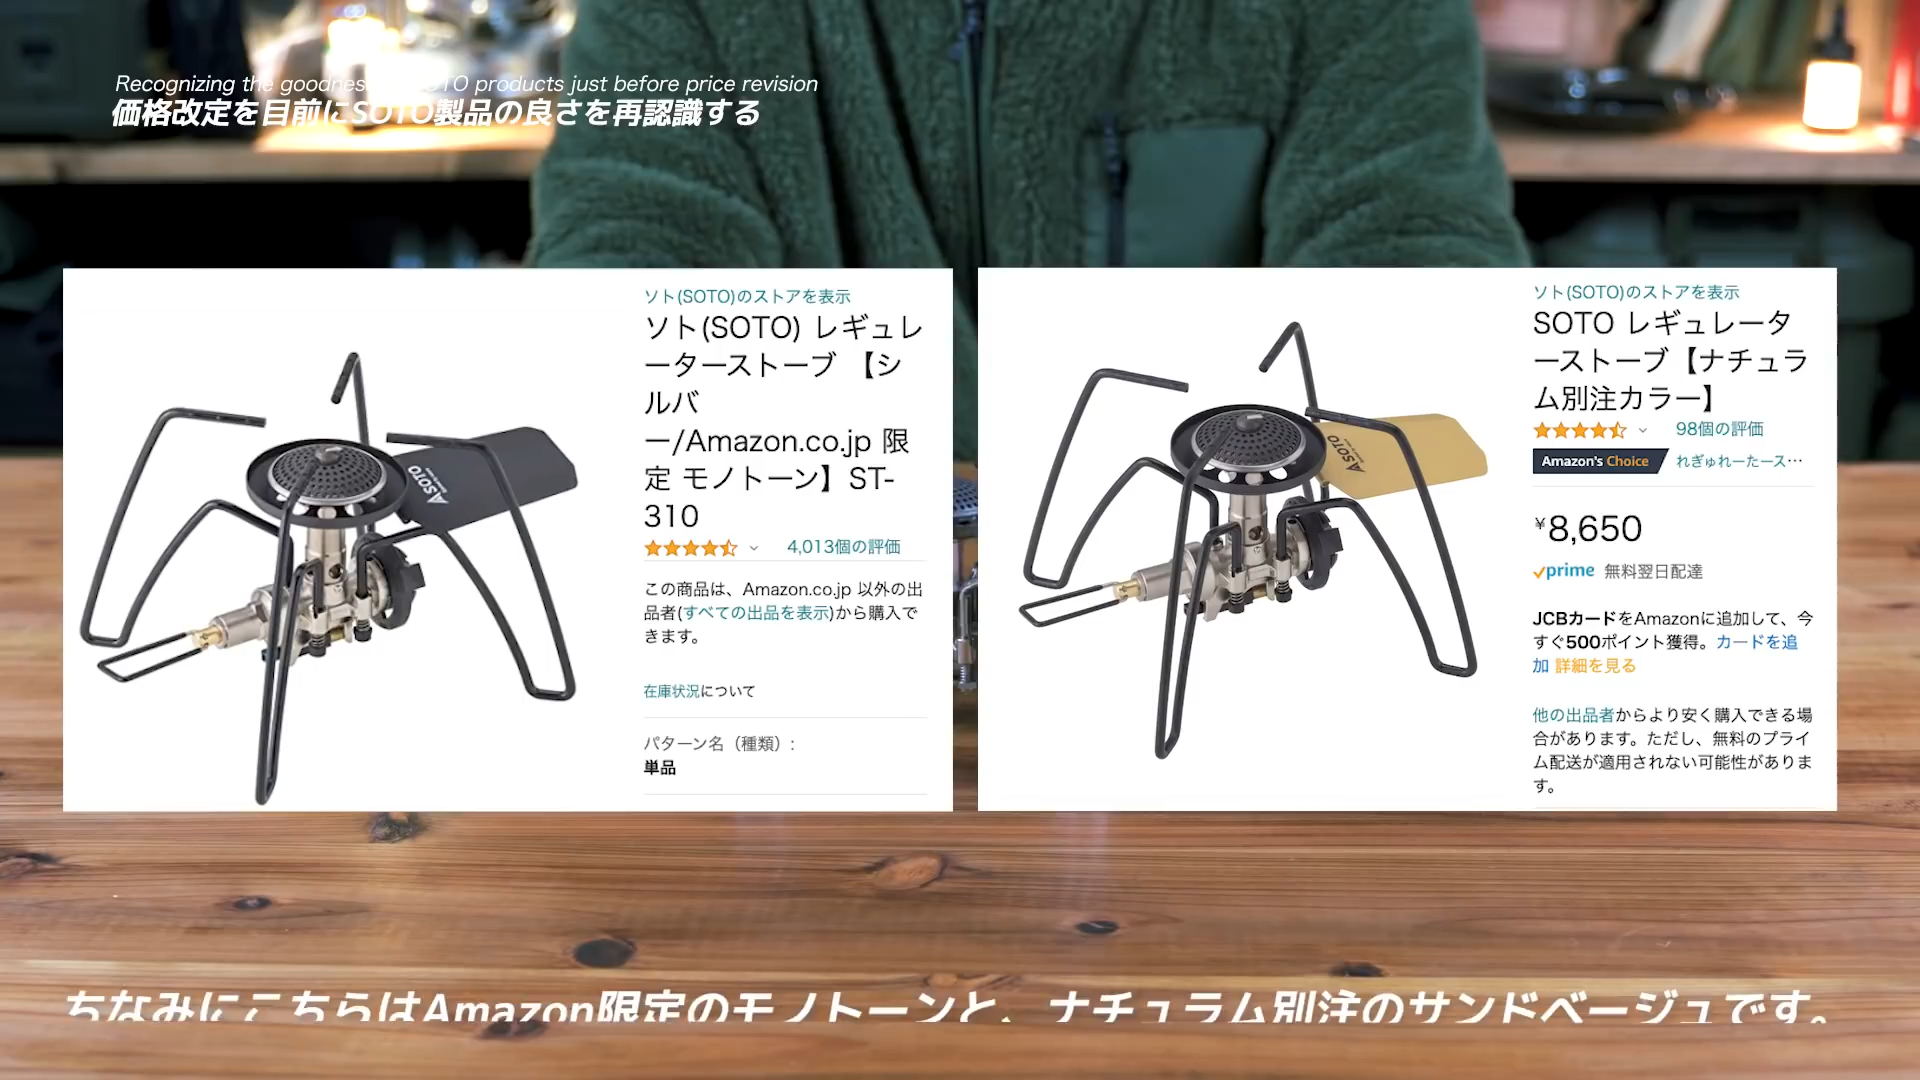 Recognizing the goodness SOTO products just before price revision
価格改定を目前にSOTO製品の良さを再認識する
ソト(SOTO)のストアを表示
ソト(SOTO) レギュレ
ーターストーブ 【シ
ルバ
ー/Amazon.co.jp 限
定 モノトーン】ST-
310
4,013個の評価
この商品は、Amazon.co.jp 以外の出
品者(すべての出品を表示)から購入で
きます。
在庫状況について
パターン名（種類）:
単品
SOTO
ソト(SOTO)のストアを表示
SOTO レギュレータ
ーストーブ【ナチュラ
ム別注カラー】
98個の評価
Amazon's Choice
れぎゅれーたース…
¥8,650
prime 無料翌日配達
JCBカードをAmazonに追加して、今
すぐ500ポイント獲得。カードを追
加 詳細を見る
他の出品者からより安く購入できる場
合があります。ただし、無料のプライ
ム配送が適用されない可能性がありま
す。
SOTO
ちなみにこちらはAmazon限定のモノトーンと、ナチュラム別注のサンドベージュです。